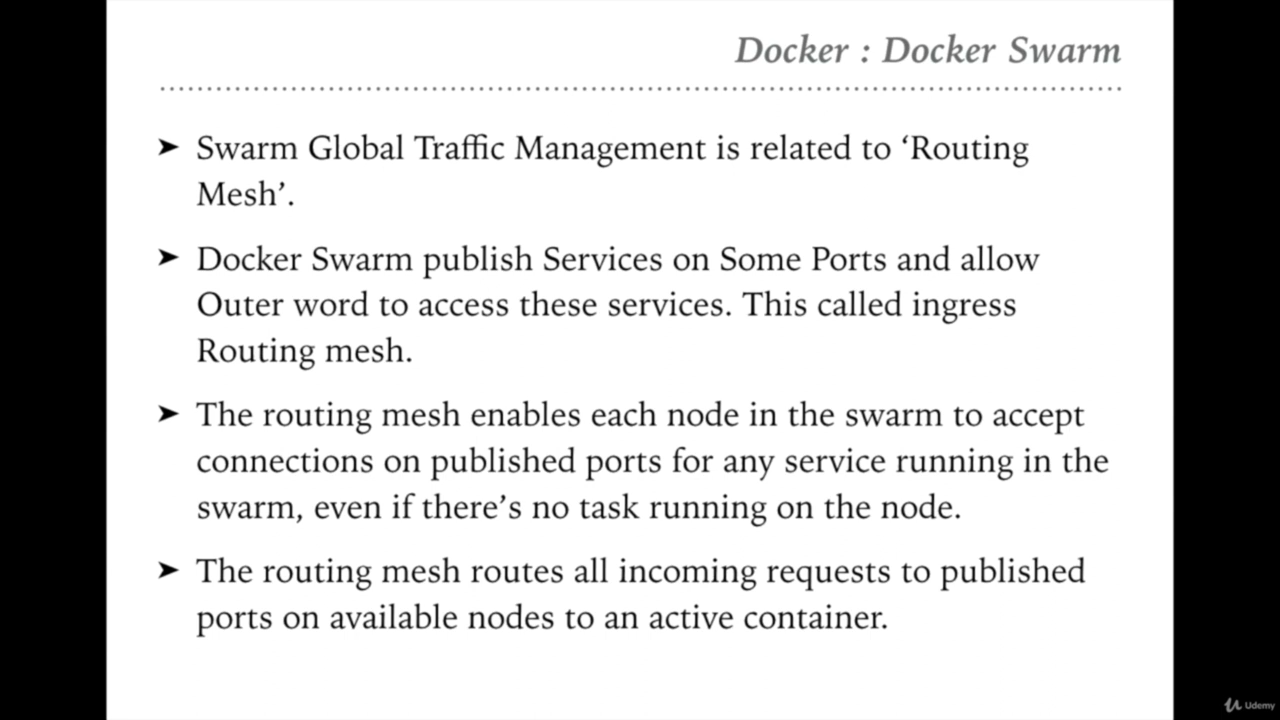 Docker : Docker Swarm
➤ Swarm Global Traffic Management is related to ‘Routing
Mesh’.
➤ Docker Swarm publish Services on Some Ports and allow
Outer word to access these services. This called ingress
Routing mesh.
➤ The routing mesh enables each node in the swarm to accept
connections on published ports for any service running in the
swarm, even if there’s no task running on the node.
➤ The routing mesh routes all incoming requests to published
ports on available nodes to an active container.
Udemy